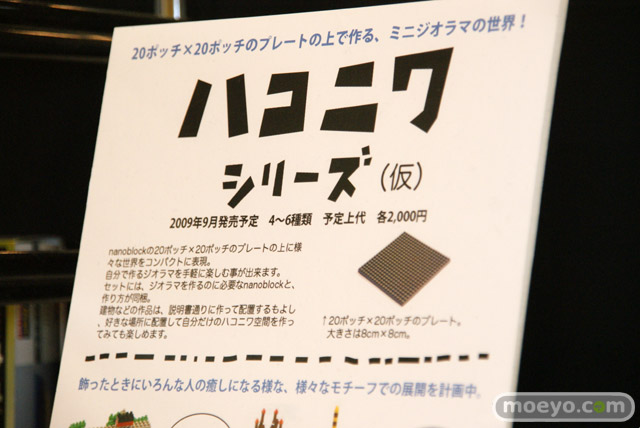 20ポッチ×20ポッチのプレートの上で作る、ミニジオラマの世界！
ハコニワ
シリーズ(仮)
2009年9月発売予定　4〜6種類　予定上代　各2,000円
nanoblockの20ポッチ×20ポッチのプレートの上に様
々な世界をコンパクトに表現。
自分で作るジオラマを手軽に楽しむ事が出来ます。
セットには、ジオラマを作るのに必要なnanoblockと、
作り方が同梱。
建物などの作品は、説明書通りに作って配置するもよし
、好きな場所に配置して自分だけのハコニワ空間を作っ
てみても楽しめます。
↑20ポッチ×20ポッチのプレート。
大きさは8cm×8cm。
飾ったときにいろんな人の癒しになる様な、様々なモチーフでの展開を計画中。
moeyo.com